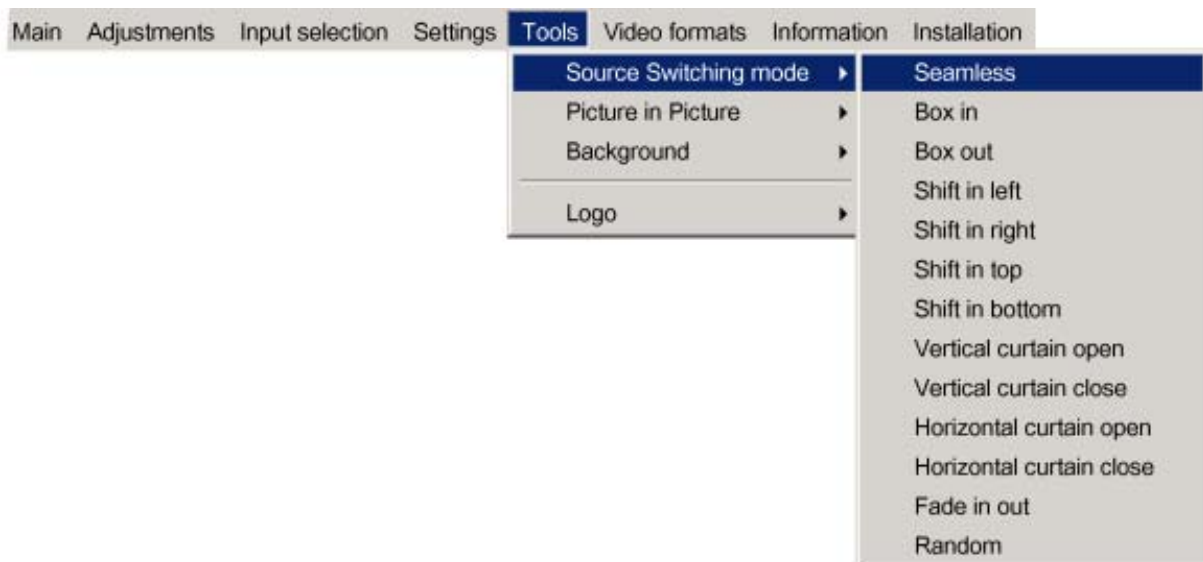 Main Adjustments Input selection Settings Tools Video formats Information Installation
Source Switching mode
Picture in Picture
Background
Logo
Seamless
Box in
Box out
Shift in left
Shift in right
Shift in top
Shift in bottom
Vertical curtain open
Vertical curtain close
Horizontal curtain open
Horizontal curtain close
Fade in out
Random